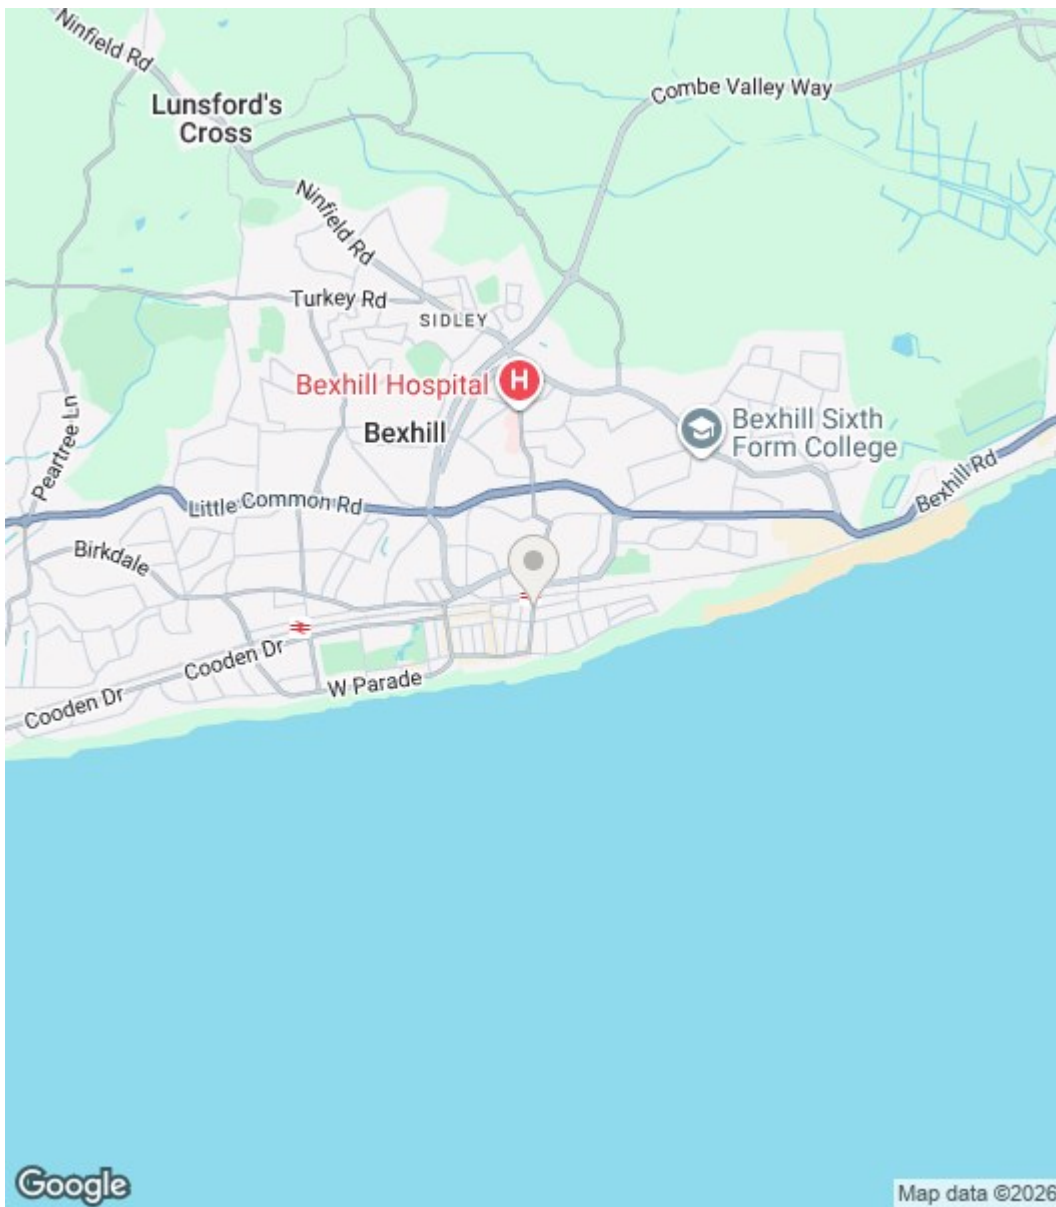 Ninfield Rd
Lunsford's
Cross
Combe Valley Way
Ninfield Rd
Turkey Rd
SIDLEY
Bexhill Hospital
H
Bexhill
Bexhill Sixth
Form College
Peartree Ln
Little Common Rd
Bexhill Rd
Birkdale
Cooden Dr
W Parade
Cooden Dr
Google
Map data ©2026